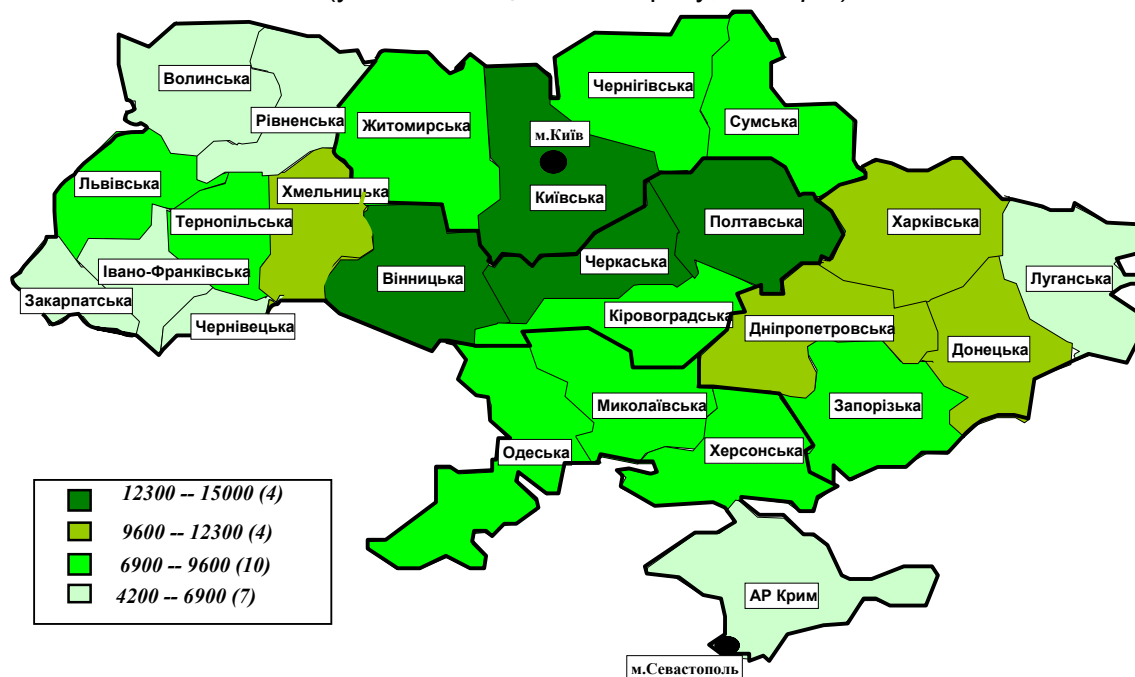 Волинська
Рівненська
Житомирська
Чернігівська
Сумська
м.Київ
Львівська
Хмельницька
Тернопільська
Київська
Полтавська
Харківська
Івано-Франківська
Вінницька
Черкаська
Луганська
Закарпатська
Чернівецька
Кіровоградська
Дніпропетровська
Донецька
Миколаївська
Запорізька
Одеська
Херсонська
12300 -- 15000 (4)
9600 -- 12300 (4)
6900 -- 9600 (10)
4200 -- 6900 (7)
АР Крим
м.Севастополь